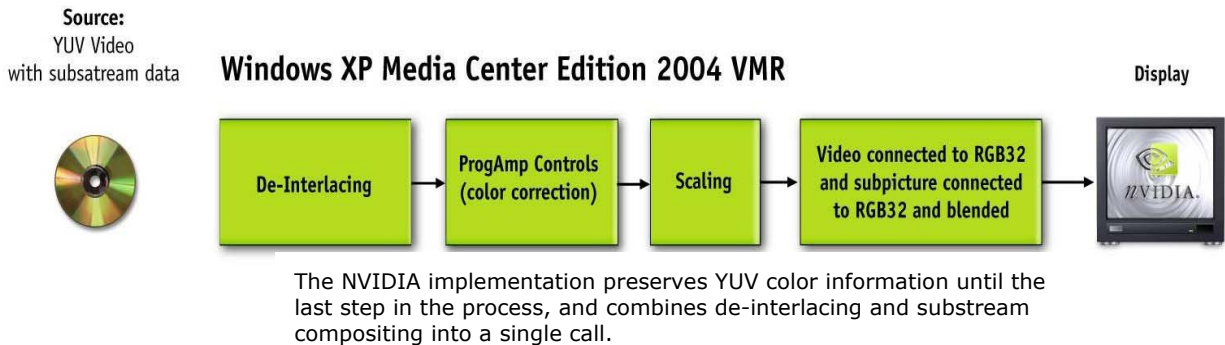 Source:
YUV Video
with subsatream data
Windows XP Media Center Edition 2004 VMR
Display
De-Interlacing
ProgAmp Controls
(color correction)
Scaling
Video connected to RGB32
and subpicture connected
to RGB32 and blended
nVIDIA.
The NVIDIA implementation preserves YUV color information until the
last step in the process, and combines de-interlacing and substream
compositing into a single call.